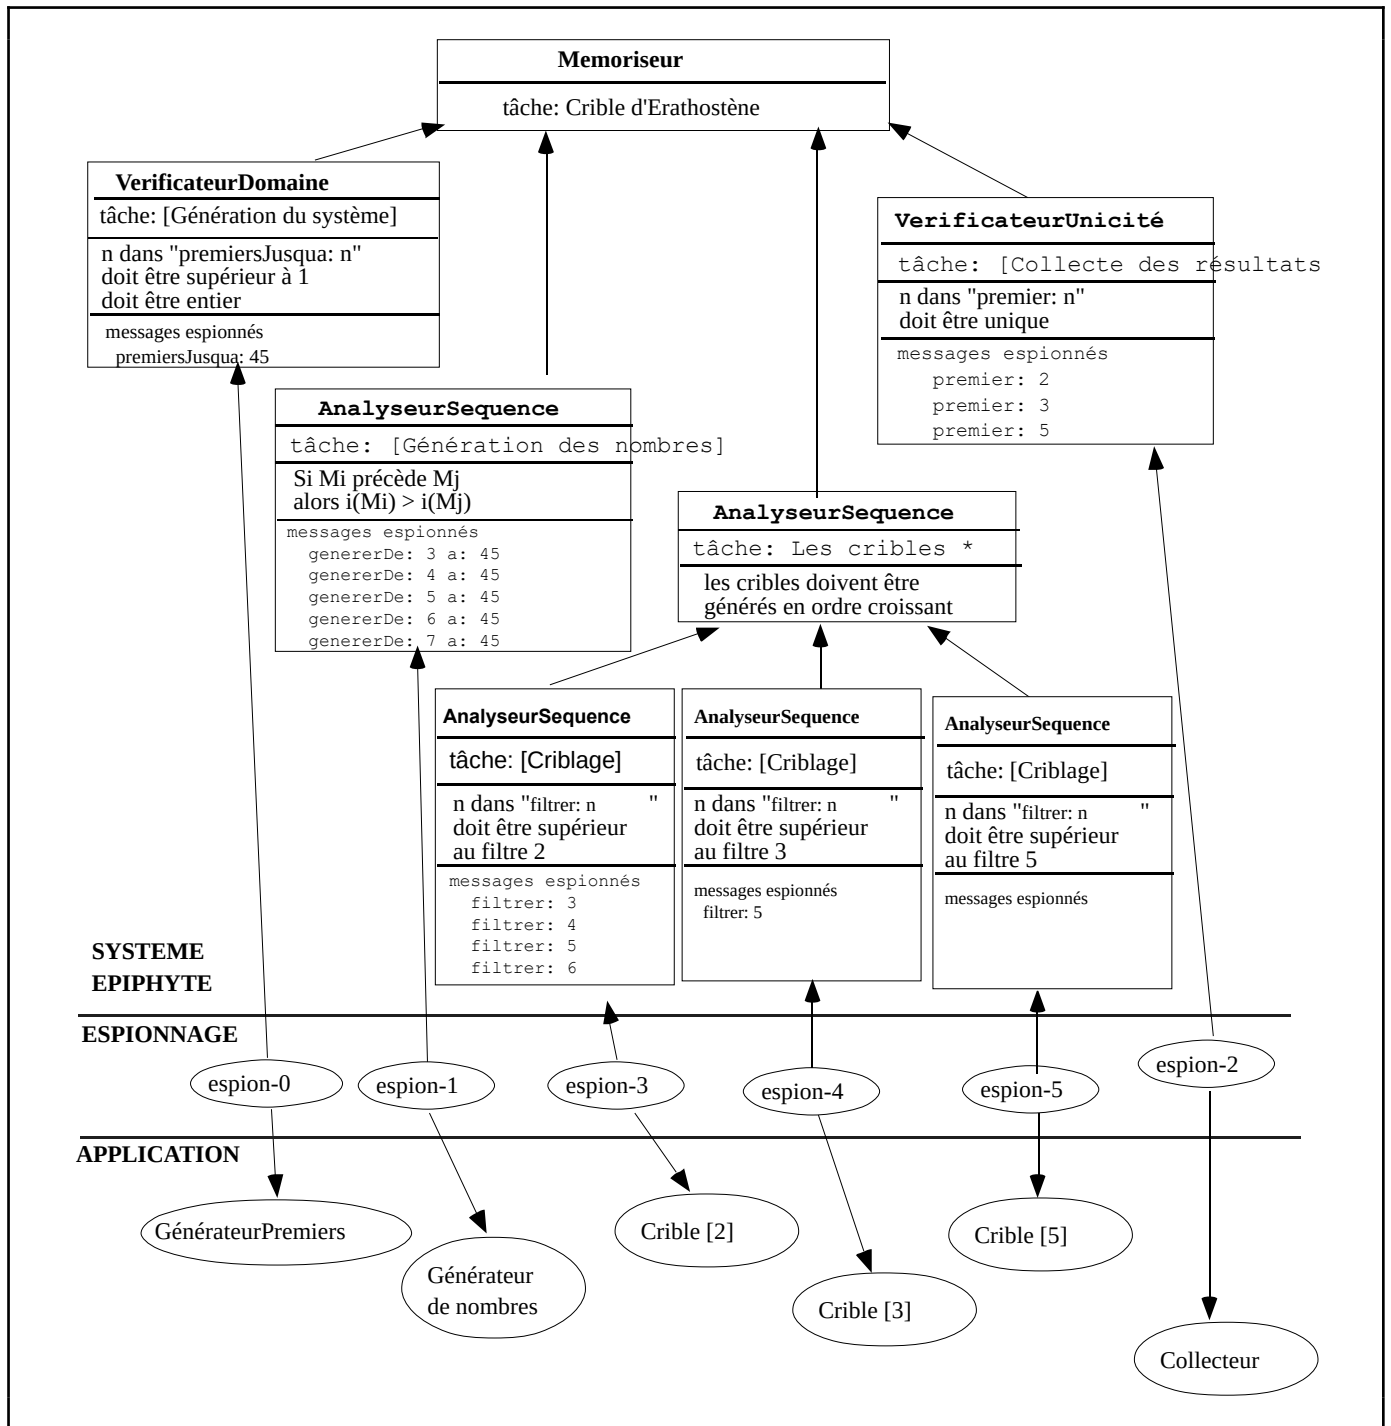 Memoriseur
tâche: Crible d'Erathostène
VerificateurDomaine
tâche: [Génération du système]
n dans "premiersJusqua: n"
doit être supérieur à 1
doit être entier
messages espionnés
premiersJusqua: 45
VerificateurUnicité
tâche: [Collecte des résultats
n dans "premier: n"
doit être unique
messages espionnés
premier: 2
premier: 3
premier: 5
AnalyseurSequence
tâche: [Génération des nombres]
Si Mi précède Mj
alors i(Mi) > i(Mj)
messages espionnés
genererDe: 3 a: 45
genererDe: 4 a: 45
genererDe: 5 a: 45
genererDe: 6 a: 45
genererDe: 7 a: 45
AnalyseurSequence
tâche: Les cribles *
les cribles doivent être
générés en ordre croissant
AnalyseurSequence
tâche: [Criblage]
n dans "filtrer: n "
doit être supérieur
au filtre 2
messages espionnés
filtrer: 3
filtrer: 4
filtrer: 5
filtrer: 6
AnalyseurSequence
tâche: [Criblage]
n dans "filtrer: n "
doit être supérieur
au filtre 3
messages espionnés
filtrer: 5
AnalyseurSequence
tâche: [Criblage]
n dans "filtrer: n "
doit être supérieur
au filtre 5
messages espionnés
SYSTEME
EPIPHYTE
ESPIONNAGE
espion-0
espion-1
espion-3
espion-4
espion-5
espion-2
APPLICATION
GénérateurPremiers
Générateur
de nombres
Crible [2]
Crible [3]
Crible [5]
Collecteur